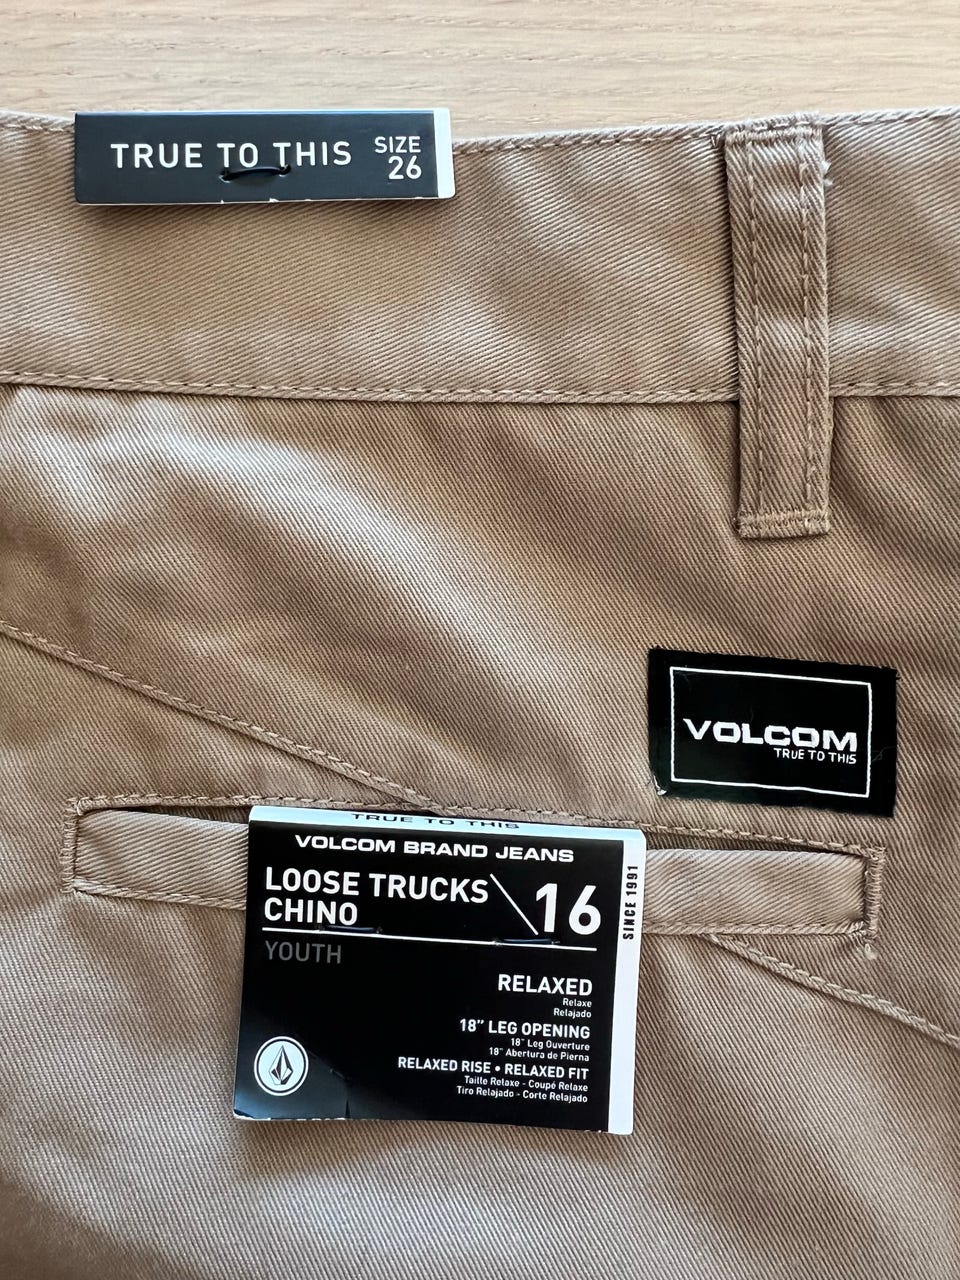 TRUE TO THIS
SIZE
26
VOLCOM
TRUE TO THIS
TRUE TO THIS
VOLCOM BRAND JEANS
LOOSE TRUCKS
CHINO
16
YOUTH
SINCE 1991
RELAXED
Relaxe
Relajado
18" LEG OPENING
18" Leg Ouverture
18" Abertura de Pierna
RELAXED RISE • RELAXED FIT
Taille Relaxe - Coupé Relaxe
Tiro Relajado - Corte Relajado